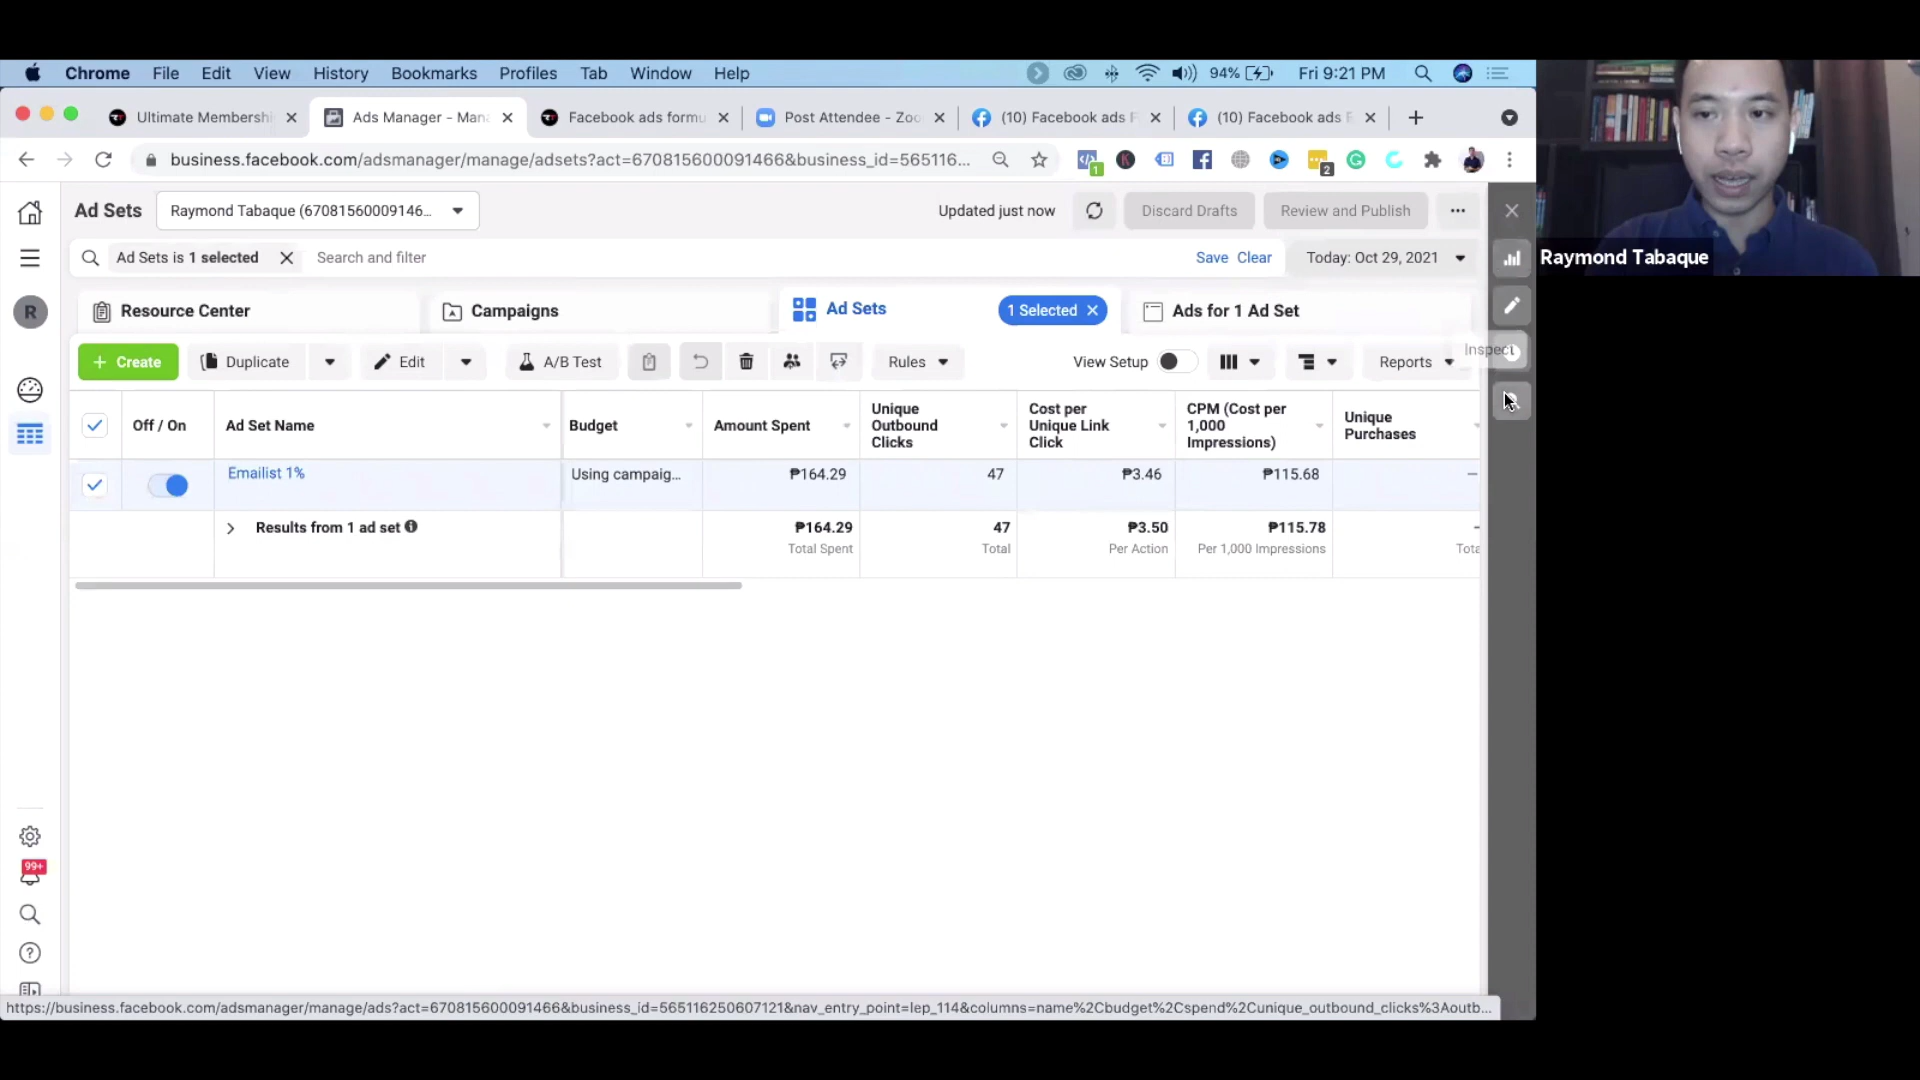 Chrome File Edit View History Bookmarks Profiles Tab Window Help 94% Fri 9:21 PM
Ultimate Membershi Ads Manager - Mana Facebook ads formu Post Attendee - Zoo (10) Facebook ads F (10) Facebook ads F
business.facebook.com/adsmanager/manage/adsets?act=670815600091466&business_id=565116... 1 2
Ad Sets Raymond Tabaque (67081560009146... Updated just now Discard Drafts Review and Publish
Ad Sets is 1 selected Search and filter Save Clear Today: Oct 29, 2021
Raymond Tabaque
R
Resource Center Campaigns Ad Sets 1 Selected Ads for 1 Ad Set
+ Create Duplicate Edit A/B Test Rules View Setup Reports
Inspect
Off / On Ad Set Name Budget Amount Spent Unique Outbound Clicks Cost per Unique Link Click CPM (Cost per 1,000 Impressions) Unique Purchases
Emailist 1% Using campaig... ₱164.29 47 ₱3.46 ₱115.68 –
Results from 1 ad set ₱164.29 47 ₱3.50 ₱115.78
Total Spent Total Per Action Per 1,000 Impressions Tota
99+
https://business.facebook.com/adsmanager/manage/ads?act=670815600091466&business_id=565116250607121&nav_entry_point=lep_114&columns=name%2Cbudget%2Cspend%2Cunique_outbound_clicks%3Aoutb...